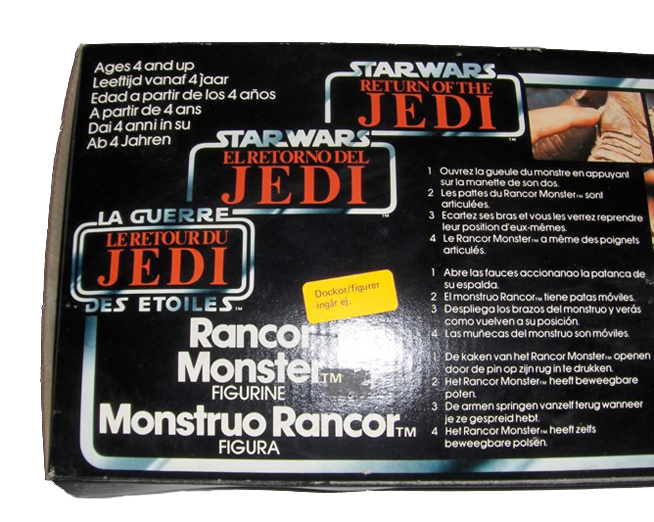 Ages 4 and up
Leeftijd vanaf 4 jaar
Edad a partir de los 4 años
A partir de 4 ans
Dai 4 anni in su
Ab 4 Jahren
STAR WARS
RETURN OF THE
JEDI™
STAR WARS
EL RETORNO DEL
JEDI™
LA GUERRE
LE RETOUR DU
JEDI
DES ETOILES™
Dockor/figurer
ingår ej.
Rancor
Monster™
FIGURINE
Monstruo Rancor™
FIGURA
1 Ouvrez la gueule du monstre en appuyant
sur la manette de son dos.
2 Les pattes du Rancor Monster™ sont
articulées.
3 Ecartez ses bras et vous les verrez reprendre
leur position d'eux-mêmes.
4 Le Rancor Monster™ a même des poignets
articulés.
1 Abre las fauces accionanao la patanca de
su espalda.
2 El monstruo Rancor™ tiene patas móviles.
3 Despliega los brazos del monstruo y verás
como vuelven a su posición.
4 Las muñecas del monstruo son móviles.
1 De kaken van het Rancor Monster™ openen
door de pin op zijn rug in te drukken.
2 Het Rancor Monster™ heeft beweegbare
poten.
3 De armen springen vanzelf terug wanneer
je ze gespreid hebt.
4 Het Rancor Monster™ heeft zelfs
beweegbare polsen.